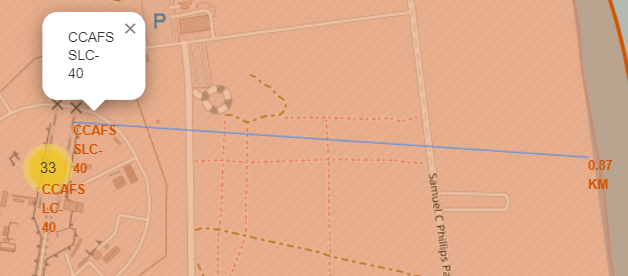 P
CCAFS
SLC-
40
CCAFS
SLC-
40
33
CCAFS
LC-
40
0.87
KM
Samuel C Phillips Pa